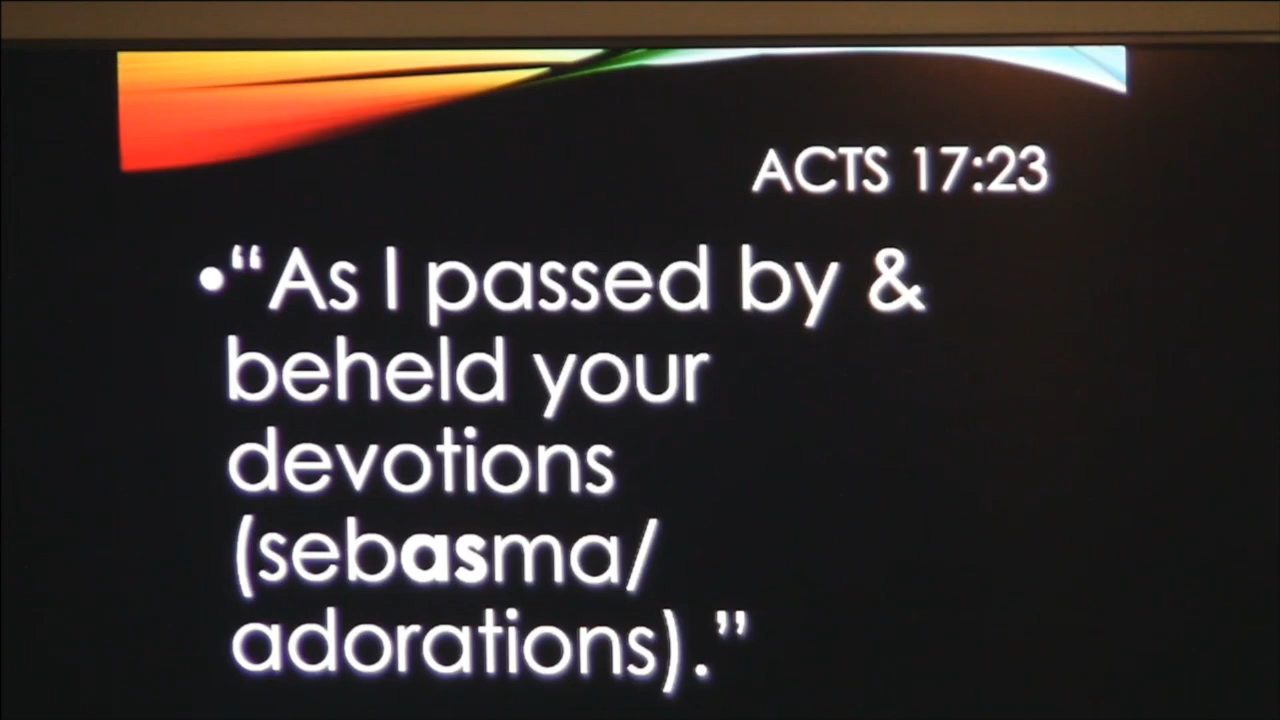 ACTS 17:23
•“As I passed by &
beheld your
devotions
(sebasma/
adorations).”